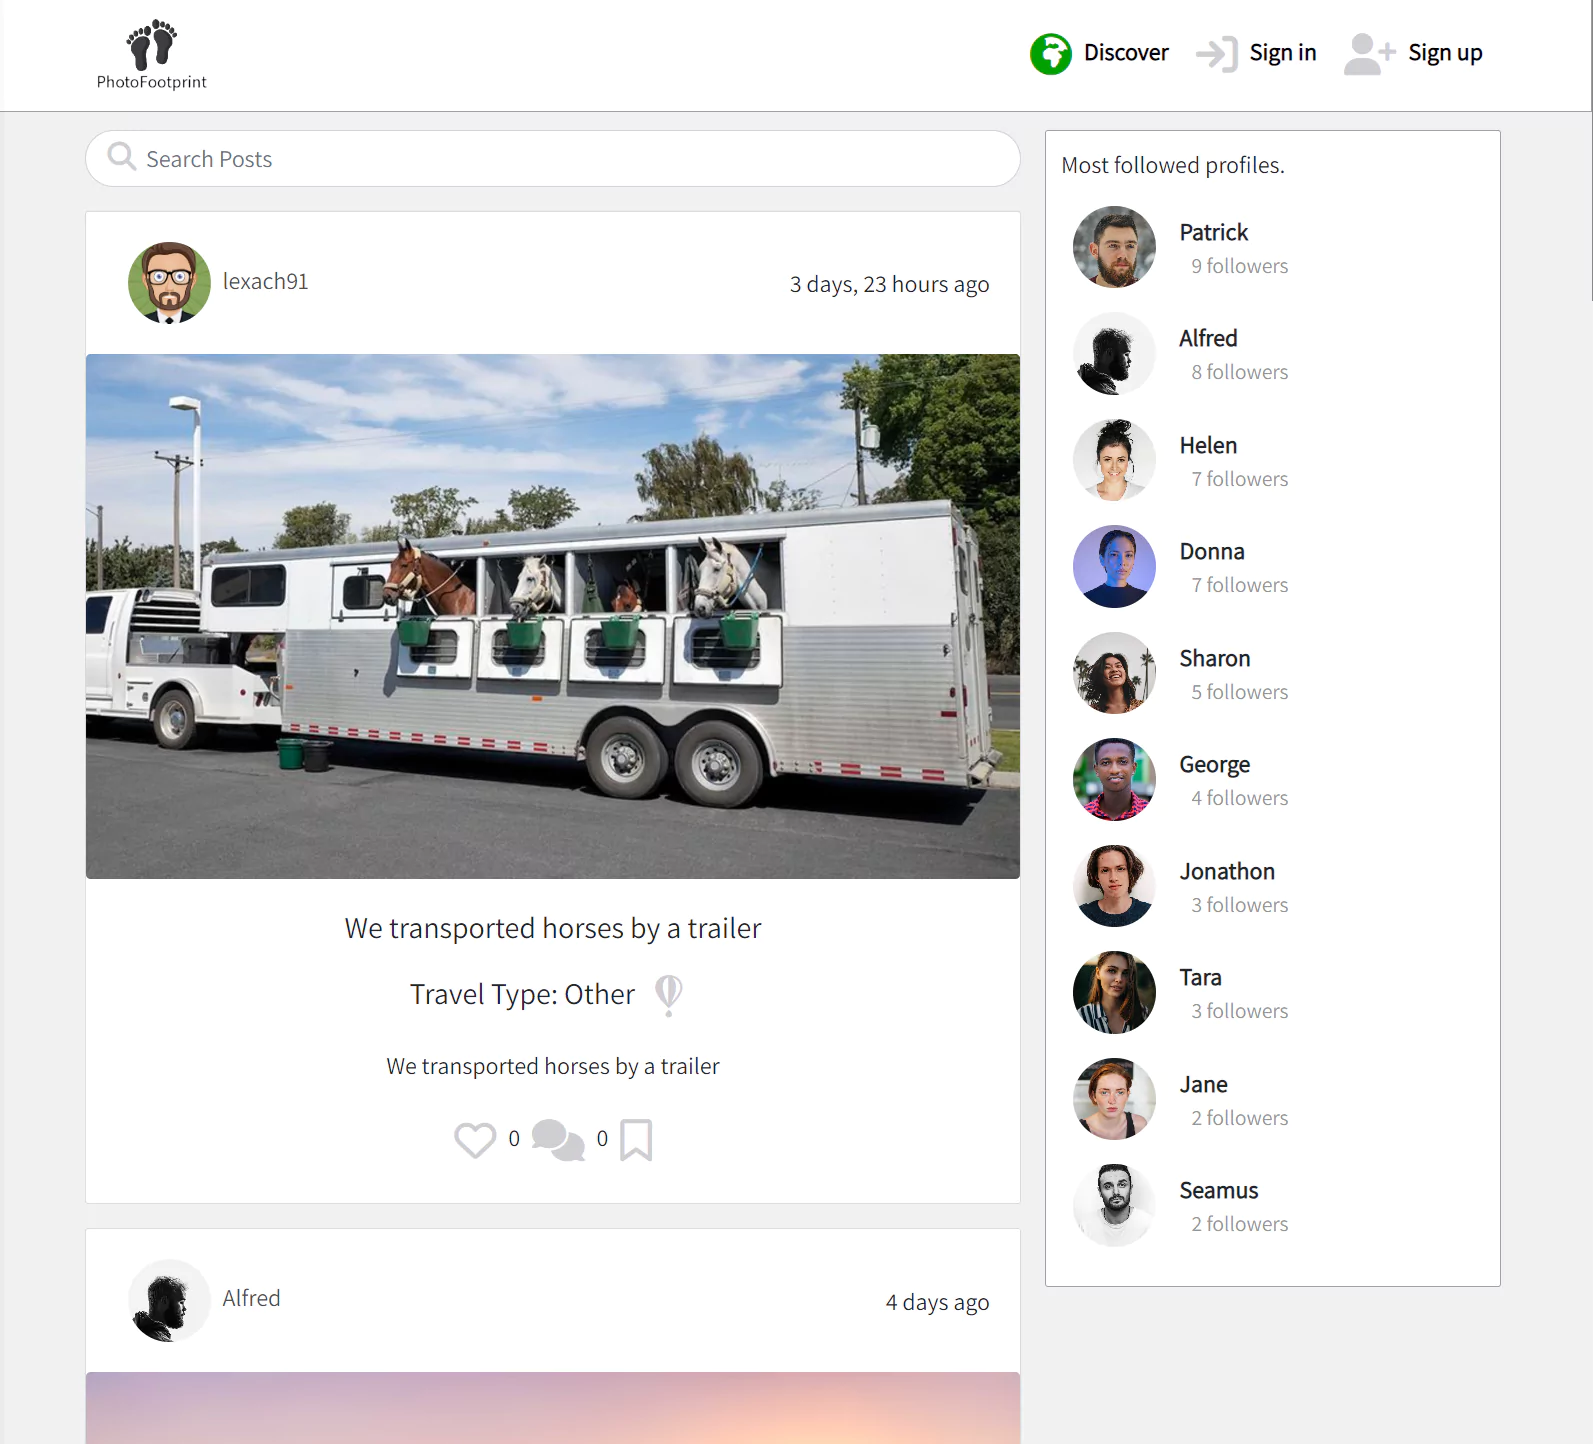 PhotoFootprint
Discover
Sign in
Sign up
Search Posts
lexach91
3 days, 23 hours ago
We transported horses by a trailer
Travel Type: Other
We transported horses by a trailer
0
0
Alfred
4 days ago
Most followed profiles.
Patrick
9 followers
Alfred
8 followers
Helen
7 followers
Donna
7 followers
Sharon
5 followers
George
4 followers
Jonathon
3 followers
Tara
3 followers
Jane
2 followers
Seamus
2 followers